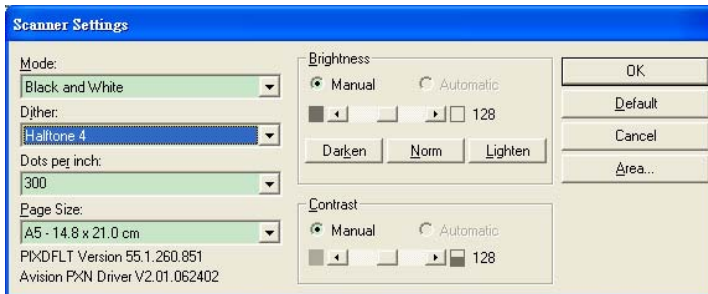 Scanner Settings
Mode:
Black and White
Dither:
Halftone 4
Dots per inch:
300
Page Size:
A5 - 14.8 x 21.0 cm
PIXDFLT Version 55.1.260.851
Avision PXN Driver V2.01.062402
Brightness
Manual Automatic
128
Darken Norm Lighten
Contrast
Manual Automatic
128
OK
Default
Cancel
Area...